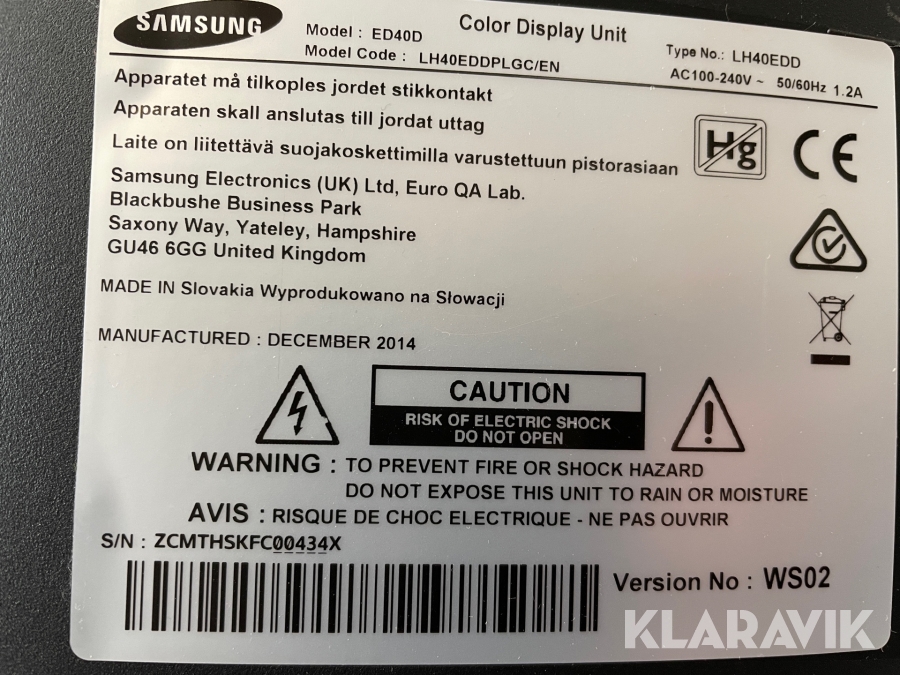 SAMSUNG
Model : ED40D
Color Display Unit
Type No.: LH40EDD
Model Code : LH40EDDPLGC/EN
AC100-240V ~ 50/60Hz 1.2A
Apparatet må tilkoples jordet stikkontakt
Apparaten skall anslutas till jordat uttag
Laite on liitettävä suojakoskettimilla varustettuun pistorasiaan
Hg
CE
Samsung Electronics (UK) Ltd, Euro QA Lab.
Blackbushe Business Park
Saxony Way, Yateley, Hampshire
GU46 6GG United Kingdom
MADE IN Slovakia Wyprodukowano na Słowacji
MANUFACTURED : DECEMBER 2014
CAUTION
RISK OF ELECTRIC SHOCK
DO NOT OPEN
WARNING : TO PREVENT FIRE OR SHOCK HAZARD
DO NOT EXPOSE THIS UNIT TO RAIN OR MOISTURE
AVIS : RISQUE DE CHOC ELECTRIQUE - NE PAS OUVRIR
S/N : ZCMTHSKFC00434X
Version No : WS02
KLARAVIK